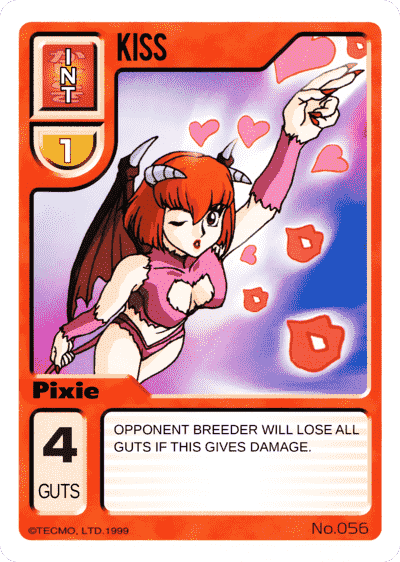 KISS
INT
1
Pixie
4
GUTS
OPPONENT BREEDER WILL LOSE ALL
GUTS IF THIS GIVES DAMAGE.
©TECMO, LTD.1999
No.056